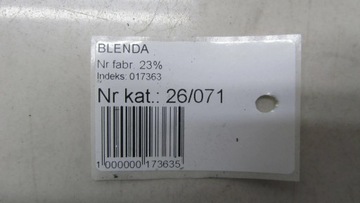 BLENDA
Nr fabr. 23%
Indeks: 017363
Nr kat.: 26/071
1 000000 173635